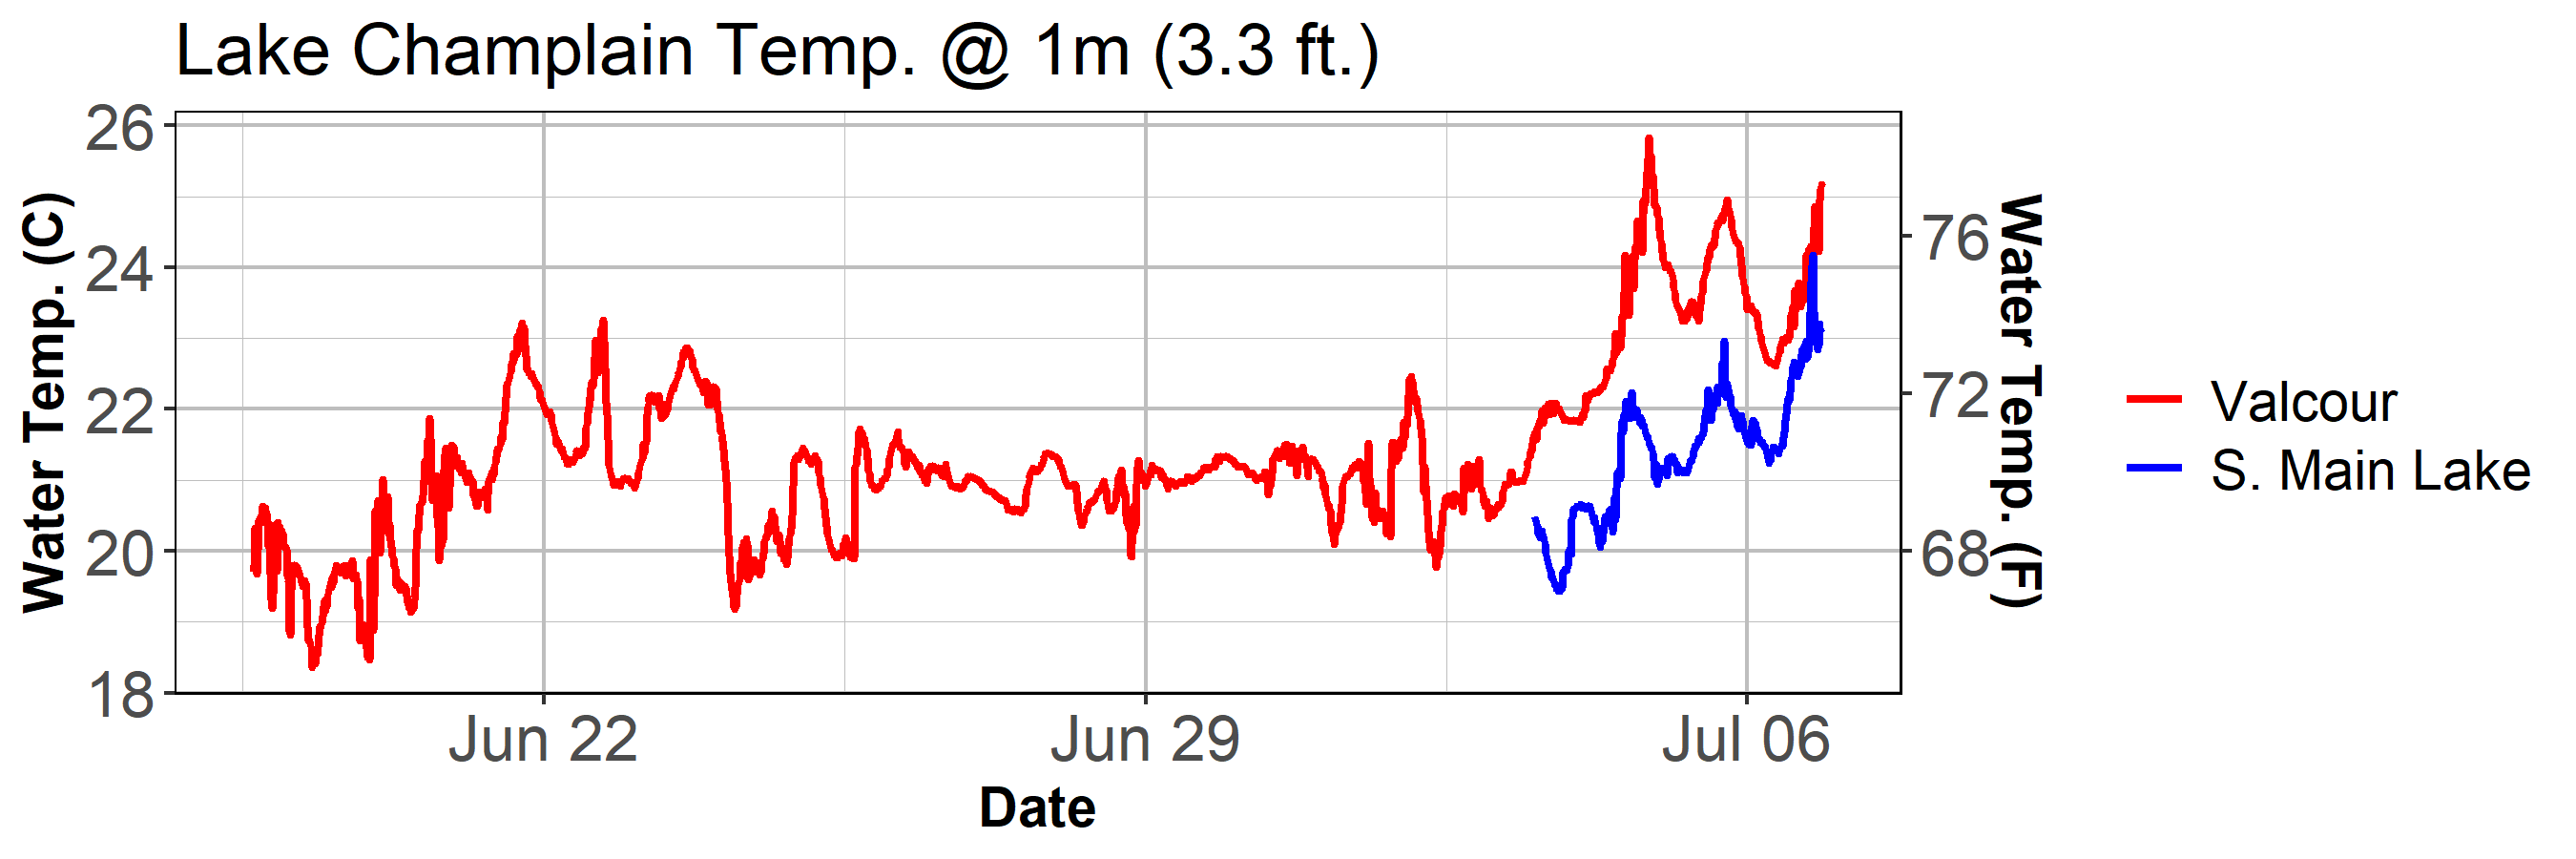 Lake Champlain Temp. @ 1m (3.3 ft.)
26
24
22
20
18
Water Temp. (C)
76
72
68
Water Temp. (F)
Jun 22
Jun 29
Jul 06
Date
Valcour
S. Main Lake